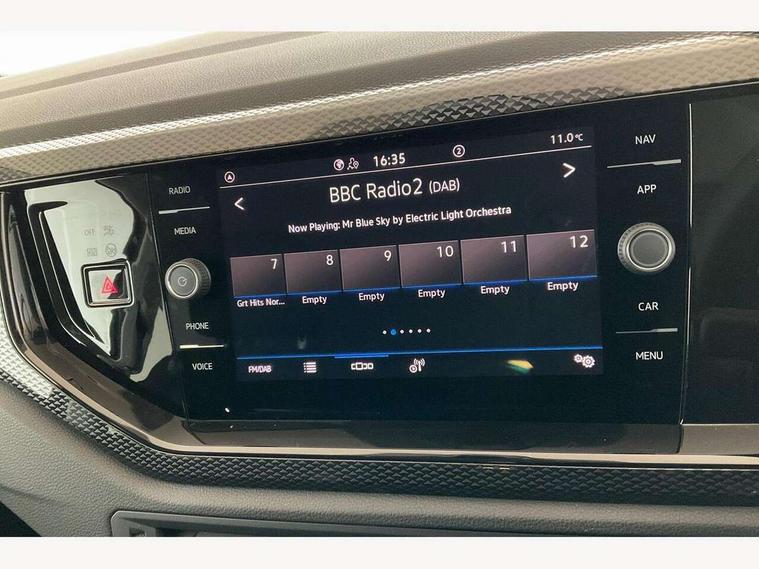 16:35
2
11.0°C
BBC Radio2 (DAB)
Now Playing: Mr Blue Sky by Electric Light Orchestra
7 8 9 10 11 12
Grt Hits Nor... Empty Empty Empty Empty Empty
FM/DAB
RADIO
MEDIA
PHONE
VOICE
NAV
APP
CAR
MENU
OFF